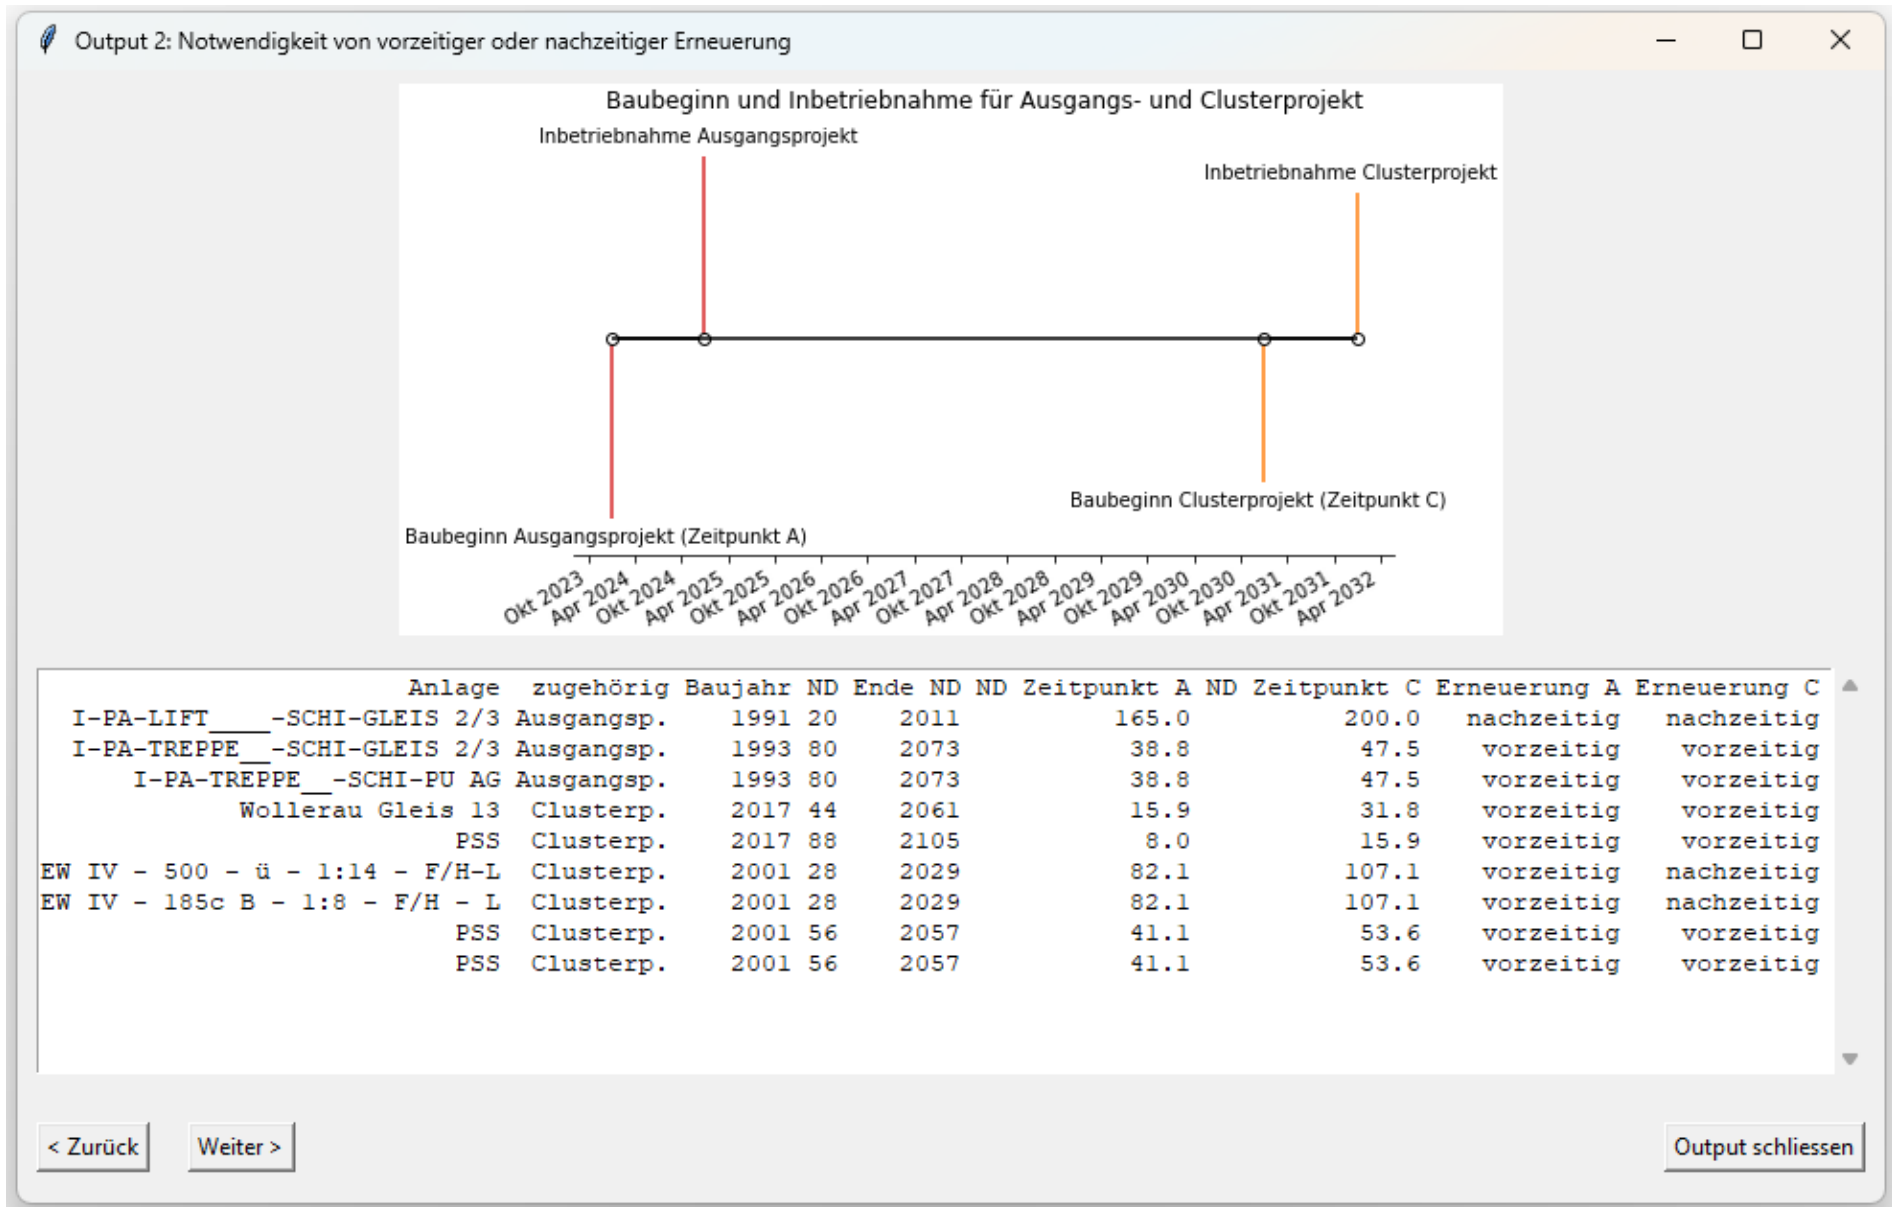 Output 2: Notwendigkeit von vorzeitiger oder nachzeitiger Erneuerung
Baubeginn und Inbetriebnahme für Ausgangs- und Clusterprojekt
Inbetriebnahme Ausgangsprojekt
Inbetriebnahme Clusterprojekt
Baubeginn Clusterprojekt (Zeitpunkt C)
Baubeginn Ausgangsprojekt (Zeitpunkt A)
Okt 2023 Apr 2024 Okt 2024 Apr 2025 Okt 2025 Apr 2026 Okt 2026 Apr 2027 Okt 2027 Apr 2028 Okt 2028 Apr 2029 Okt 2029 Apr 2030 Okt 2030 Apr 2031 Okt 2031 Apr 2032
Anlage zugehörig Baujahr ND Ende ND ND Zeitpunkt A ND Zeitpunkt C Erneuerung A Erneuerung C
I-PA-LIFT____-SCHI-GLEIS 2/3 Ausgangsp. 1991 20 2011 165.0 200.0 nachzeitig nachzeitig
I-PA-TREPPE__-SCHI-GLEIS 2/3 Ausgangsp. 1993 80 2073 38.8 47.5 vorzeitig vorzeitig
I-PA-TREPPE__-SCHI-PU AG Ausgangsp. 1993 80 2073 38.8 47.5 vorzeitig vorzeitig
Wollerau Gleis 13 Clusterp. 2017 44 2061 15.9 31.8 vorzeitig vorzeitig
PSS Clusterp. 2017 88 2105 8.0 15.9 vorzeitig vorzeitig
EW IV - 500 - ü - 1:14 - F/H-L Clusterp. 2001 28 2029 82.1 107.1 vorzeitig nachzeitig
EW IV - 185c B - 1:8 - F/H - L Clusterp. 2001 28 2029 82.1 107.1 vorzeitig nachzeitig
PSS Clusterp. 2001 56 2057 41.1 53.6 vorzeitig vorzeitig
PSS Clusterp. 2001 56 2057 41.1 53.6 vorzeitig vorzeitig
< Zurück Weiter > Output schliessen